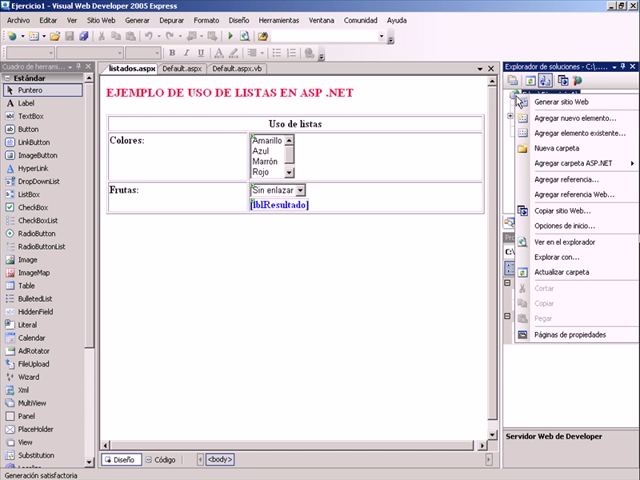 Ejercicio1 - Visual Web Developer 2005 Express
Archivo Editar Ver Sitio Web Generar Depurar Formato Diseño Herramientas Ventana Comunidad Ayuda
Cuadro de herrami...
Estándar
Puntero
Label
TextBox
Button
LinkButton
ImageButton
HyperLink
DropDownList
ListBox
CheckBox
CheckBoxList
RadioButton
RadioButtonList
Image
ImageMap
Table
BulletedList
HiddenField
Literal
Calendar
AdRotator
FileUpload
Wizard
Xml
MultiView
Panel
PlaceHolder
View
Substitution
listados.aspx Default.aspx Default.aspx.vb
EJEMPLO DE USO DE LISTAS EN ASP .NET
Uso de listas
Colores:
Amarillo
Azul
Marrón
Rojo
Frutas:
Sin enlazar
[lblResultado]
Diseño Código <body>
Explorador de soluciones - C:\...
Generar sitio Web
Agregar nuevo elemento...
Agregar elemento existente...
Nueva carpeta
Agregar carpeta ASP.NET
Agregar referencia...
Agregar referencia Web...
Copiar sitio Web...
Opciones de inicio...
Ver en el explorador
Explorar con...
Actualizar carpeta
Cortar
Copiar
Pegar
Páginas de propiedades
Servidor Web de Developer
Generación satisfactoria